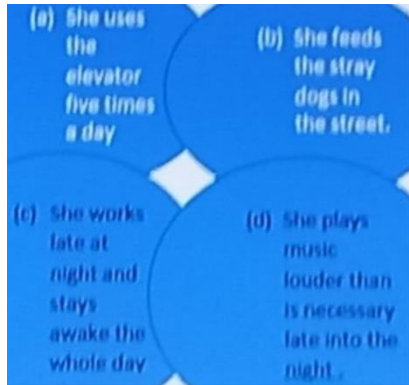 (a) She uses
the
elevator
five times
a day
(b) She feeds
the stray
dogs in
the street.
(c) She works
late at
night and
stays
awake the
whole day
(d) She plays
music
louder than
is necessary
late into the
night.